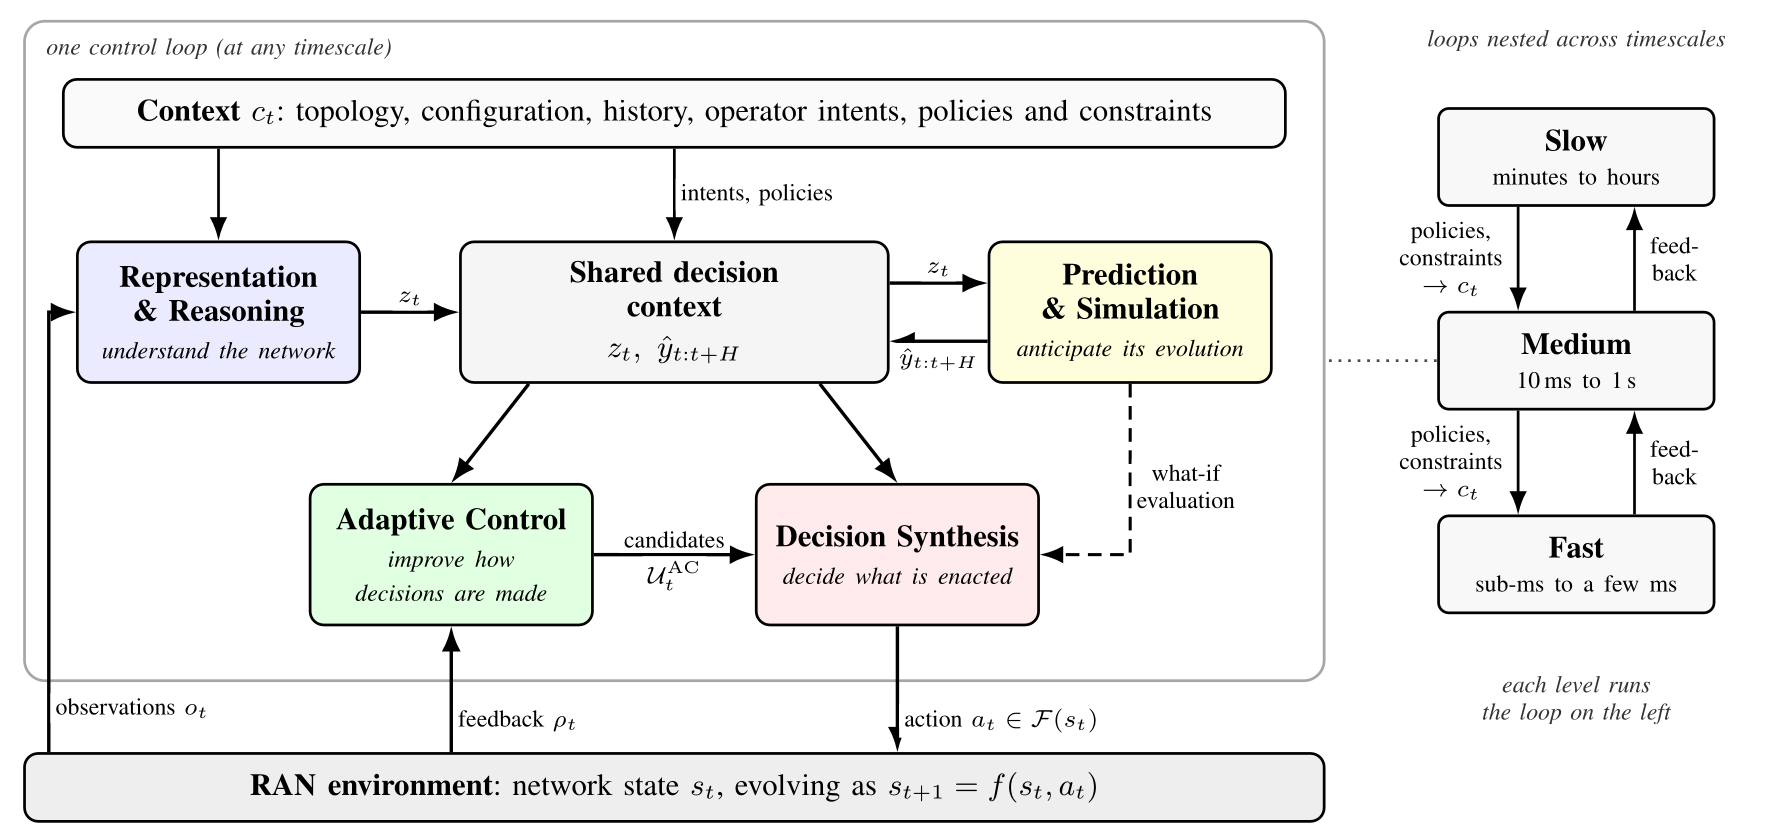 one control loop (at any timescale)
Context c_t: topology, configuration, history, operator intents, policies and constraints
intents, policies
Representation
& Reasoning
understand the network
z_t
Shared decision
context
z_t, ŷ_{t:t+H}
z_t
ŷ_{t:t+H}
Prediction
& Simulation
anticipate its evolution
what-if
evaluation
Adaptive Control
improve how
decisions are made
candidates
𝒰_t^{AC}
Decision Synthesis
decide what is enacted
observations o_t
feedback ρ_t
action a_t ∈ ℱ(s_t)
RAN environment: network state s_t, evolving as s_{t+1} = f(s_t, a_t)
loops nested across timescales
Slow
minutes to hours
policies,
constraints
→ c_t
feed-
back
Medium
10 ms to 1 s
policies,
constraints
→ c_t
feed-
back
Fast
sub-ms to a few ms
each level runs
the loop on the left